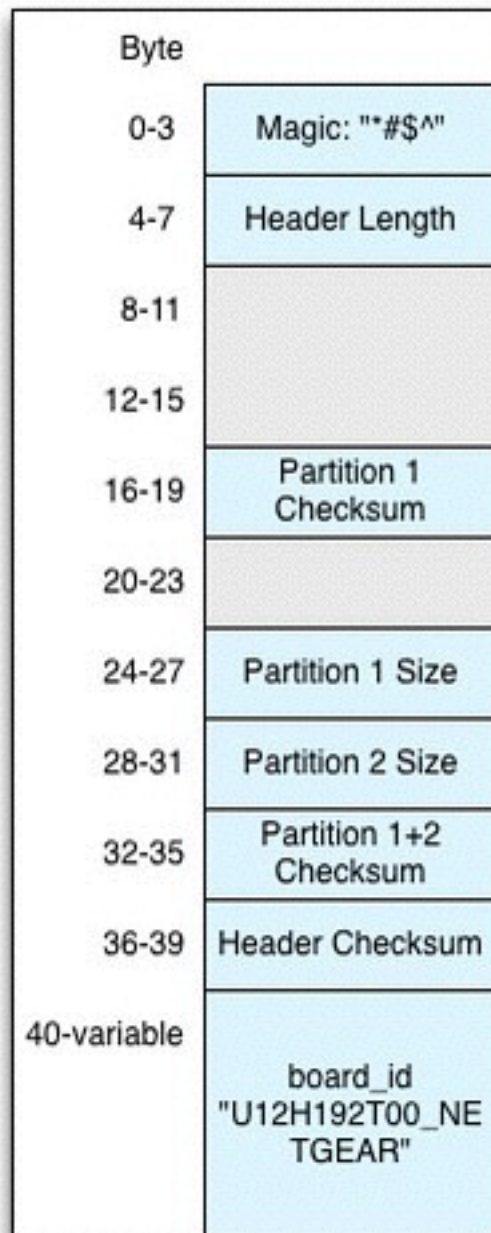 Byte
0-3
Magic: "*#$^"
4-7
Header Length
8-11
12-15
16-19
Partition 1
Checksum
20-23
24-27
Partition 1 Size
28-31
Partition 2 Size
32-35
Partition 1+2
Checksum
36-39
Header Checksum
40-variable
board_id
"U12H192T00_NE
TGEAR"